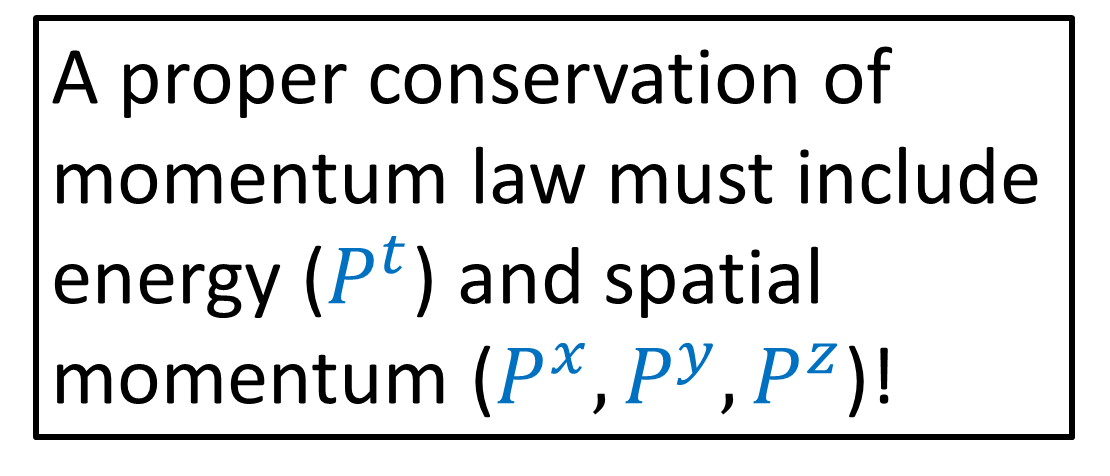 A proper conservation of
momentum law must include
energy (𝑃ᵗ) and spatial
momentum (𝑃ˣ, 𝑃ʸ, 𝑃ᶻ)!